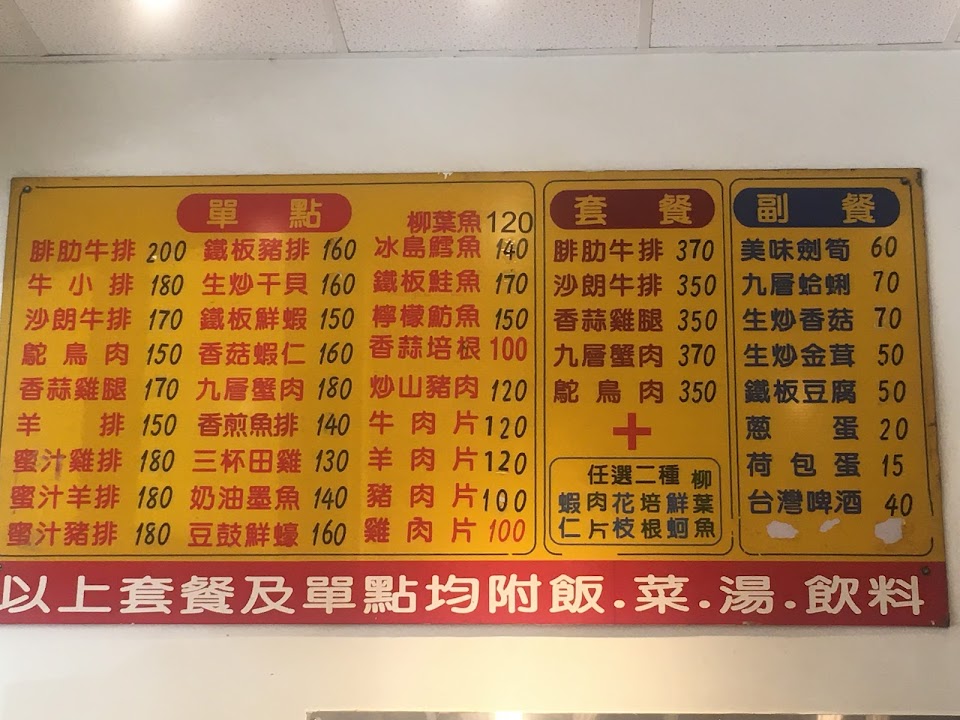 單點
腓肋牛排 200
牛小排 180
沙朗牛排 170
鴕鳥肉 150
香蒜雞腿 170
羊排 150
蜜汁雞排 180
蜜汁羊排 180
蜜汁豬排 180
鐵板豬排 160
生炒干貝 160
鐵板鮮蝦 150
香菇蝦仁 160
九層蟹肉 180
香煎魚排 140
三杯田雞 130
奶油墨魚 140
豆鼓鮮蠔 160
柳葉魚 120
冰島鱈魚 140
鐵板鮭魚 170
檸檬魴魚 150
香蒜培根 100
炒山豬肉 120
牛肉片 120
羊肉片 120
豬肉片 100
雞肉片 100
套餐
腓肋牛排 370
沙朗牛排 350
香蒜雞腿 350
九層蟹肉 370
鴕鳥肉 350
+
任選二種
蝦仁
肉片
花枝
培根
鮮蚵
柳葉魚
副餐
美味劍筍 60
九層蛤蜊 70
生炒香菇 70
生炒金茸 50
鐵板豆腐 50
蔥蛋 20
荷包蛋 15
台灣啤酒 40
以上套餐及單點均附飯.菜.湯.飲料